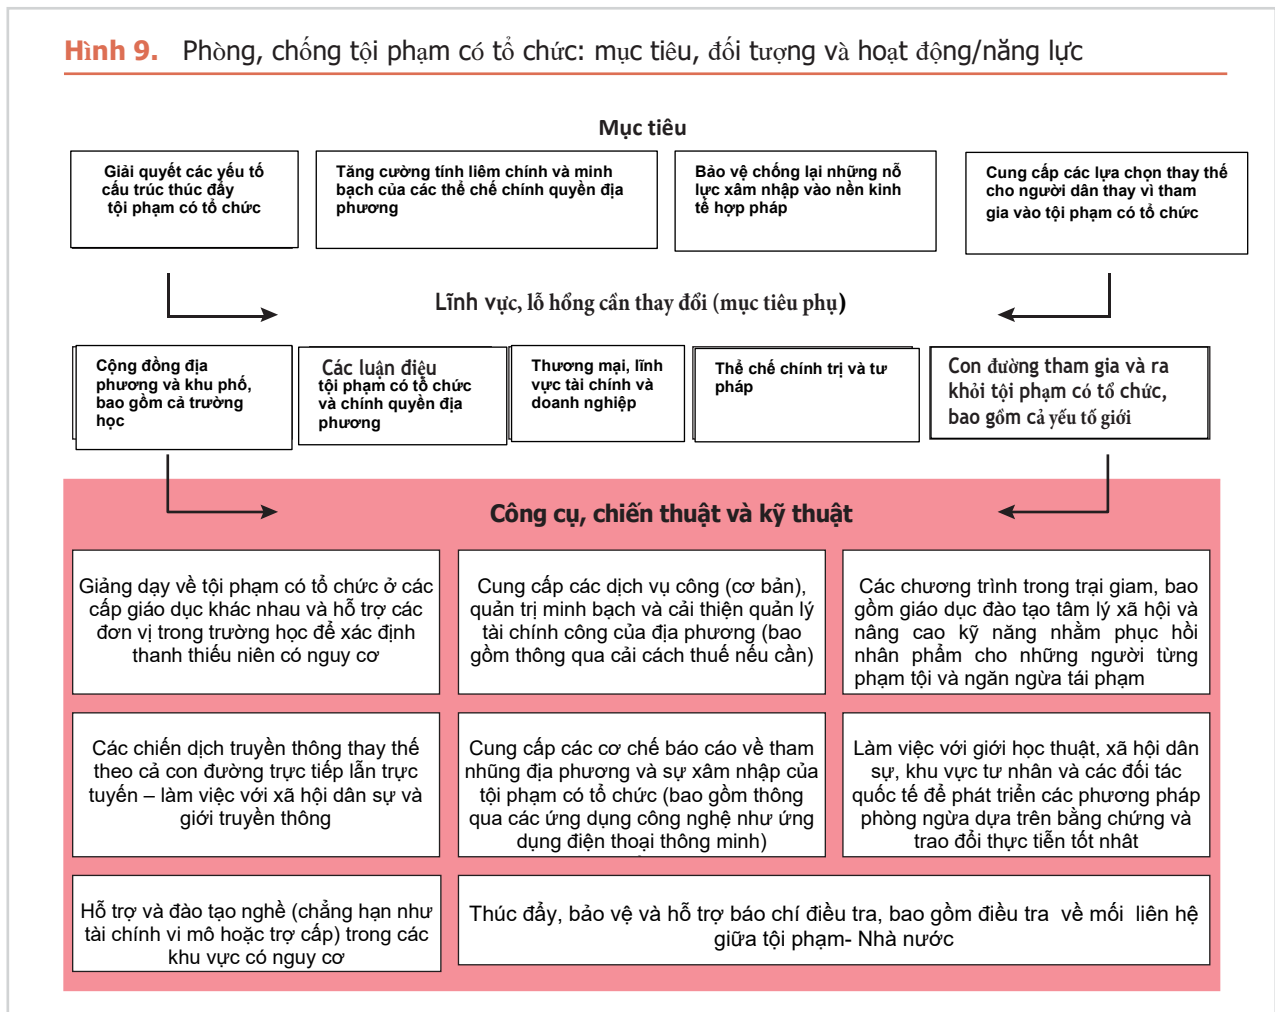 Hình 9. Phòng, chống tội phạm có tổ chức: mục tiêu, đối tượng và hoạt động/năng lực
Mục tiêu
Giải quyết các yếu tố
cấu trúc thúc đẩy
tội phạm có tổ chức
Tăng cường tính liêm chính và minh
bạch của các thể chế chính quyền địa
phương
Bảo vệ chống lại những nỗ
lực xâm nhập vào nền kinh
tế hợp pháp
Cung cấp các lựa chọn thay thế
cho người dân thay vì tham
gia vào tội phạm có tổ chức
Lĩnh vực, lỗ hổng cần thay đổi (mục tiêu phụ)
Cộng đồng địa
phương và khu phố,
bao gồm cả trường
học
Các luận điệu
tội phạm có tổ chức
và chính quyền địa
phương
Thương mại, lĩnh
vực tài chính và
doanh nghiệp
Thể chế chính trị và tư
pháp
Con đường tham gia và ra
khỏi tội phạm có tổ chức,
bao gồm cả yếu tố giới
Công cụ, chiến thuật và kỹ thuật
Giảng dạy về tội phạm có tổ chức ở các
cấp giáo dục khác nhau và hỗ trợ các
đơn vị trong trường học để xác định
thanh thiếu niên có nguy cơ
Cung cấp các dịch vụ công (cơ bản),
quản trị minh bạch và cải thiện quản lý
tài chính công của địa phương (bao
gồm thông qua cải cách thuế nếu cần)
Các chương trình trong trại giam, bao
gồm giáo dục đào tạo tâm lý xã hội và
nâng cao kỹ năng nhằm phục hồi
nhân phẩm cho những người từng
phạm tội và ngăn ngừa tái phạm
Các chiến dịch truyền thông thay thế
theo cả con đường trực tiếp lẫn trực
tuyến – làm việc với xã hội dân sự và
giới truyền thông
Cung cấp các cơ chế báo cáo về tham
nhũng địa phương và sự xâm nhập của
tội phạm có tổ chức (bao gồm thông
qua các ứng dụng công nghệ như ứng
dụng điện thoại thông minh)
Làm việc với giới học thuật, xã hội dân
sự, khu vực tư nhân và các đối tác
quốc tế để phát triển các phương pháp
phòng ngừa dựa trên bằng chứng và
trao đổi thực tiễn tốt nhât
Hỗ trợ và đào tạo nghề (chẳng hạn như
tài chính vi mô hoặc trợ cấp) trong các
khu vực có nguy cơ
Thúc đẩy, bảo vệ và hỗ trợ báo chí điều tra, bao gồm điều tra về mối liên hệ
giữa tội phạm- Nhà nước